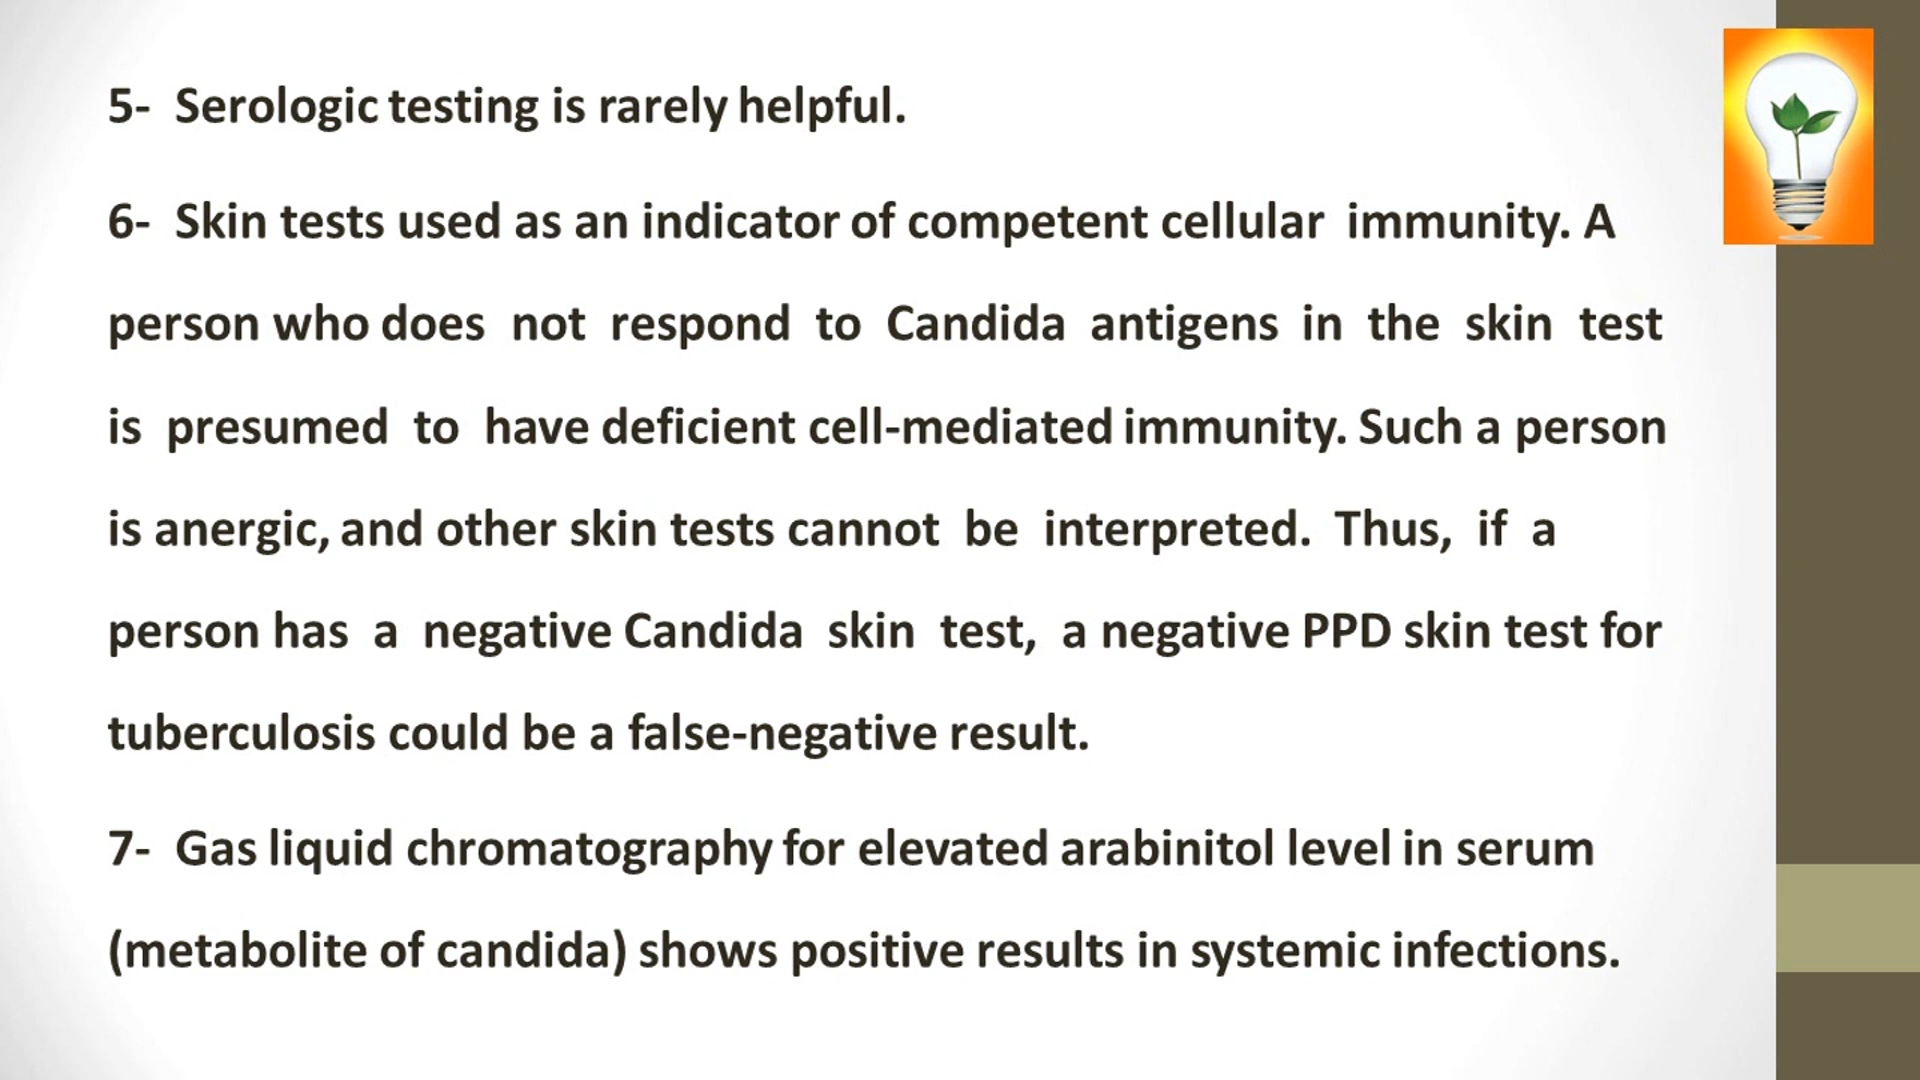 5- Serologic testing is rarely helpful.
6- Skin tests used as an indicator of competent cellular immunity. A
person who does not respond to Candida antigens in the skin test
is presumed to have deficient cell-mediated immunity. Such a person
is anergic, and other skin tests cannot be interpreted. Thus, if a
person has a negative Candida skin test, a negative PPD skin test for
tuberculosis could be a false-negative result.
7- Gas liquid chromatography for elevated arabinitol level in serum
(metabolite of candida) shows positive results in systemic infections.